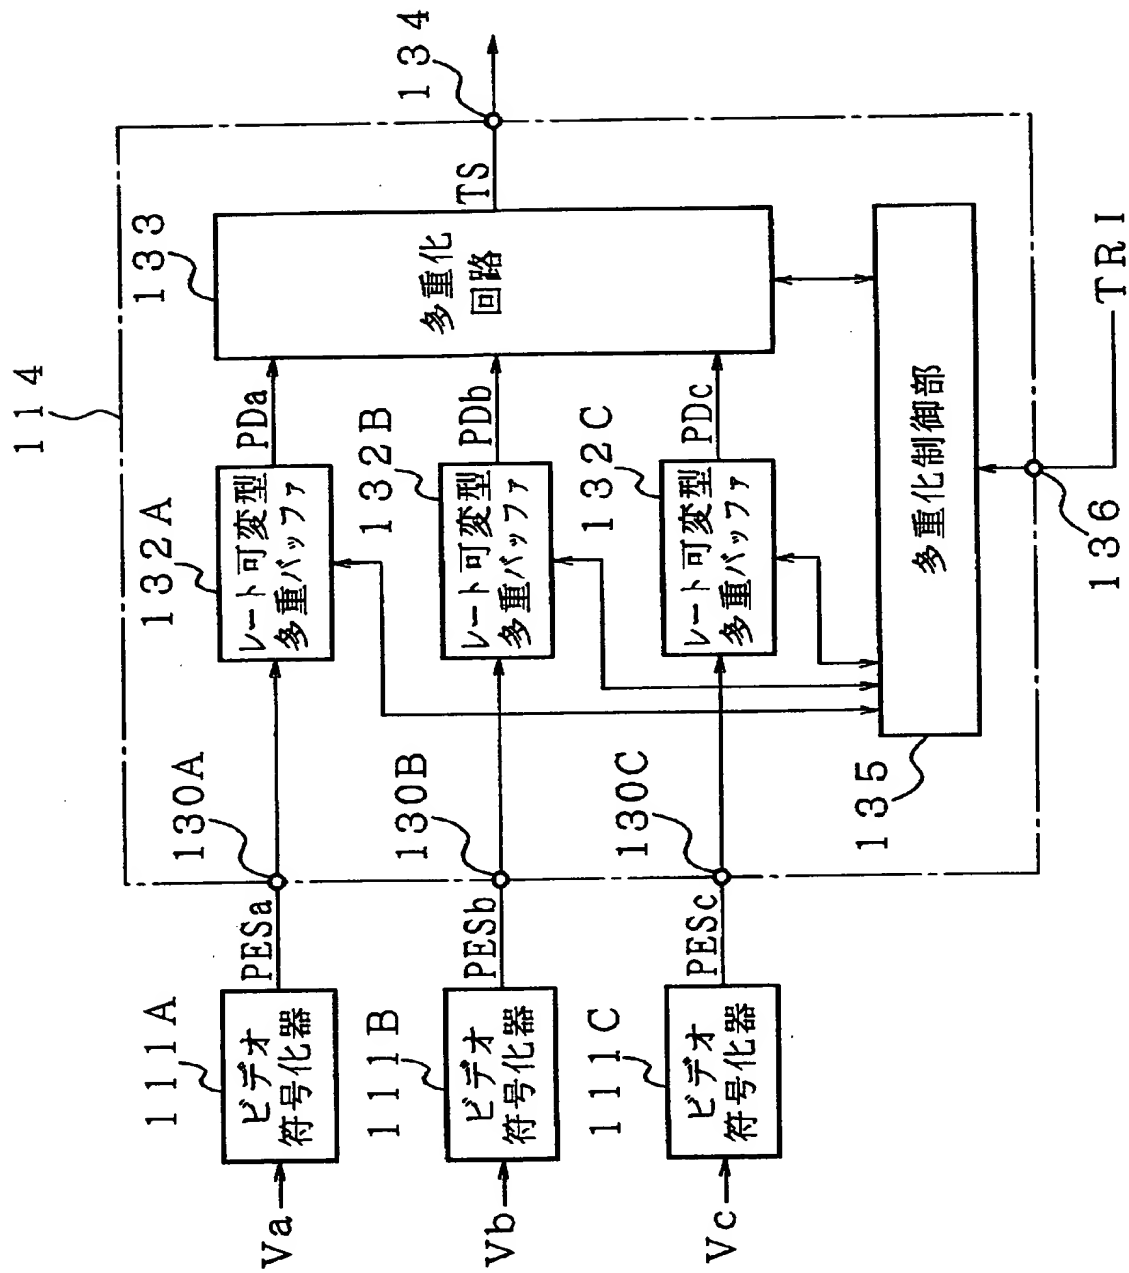 114
Va
111A
ビデオ
符号化器
PESa
130A
132A
レート可変型
多重バッファ
PDa
133
多重化
回路
TS
134
Vb
111B
ビデオ
符号化器
PESb
130B
132B
レート可変型
多重バッファ
PDb
Vc
111C
ビデオ
符号化器
PESc
130C
132C
レート可変型
多重バッファ
PDc
135
多重化制御部
136
TRI